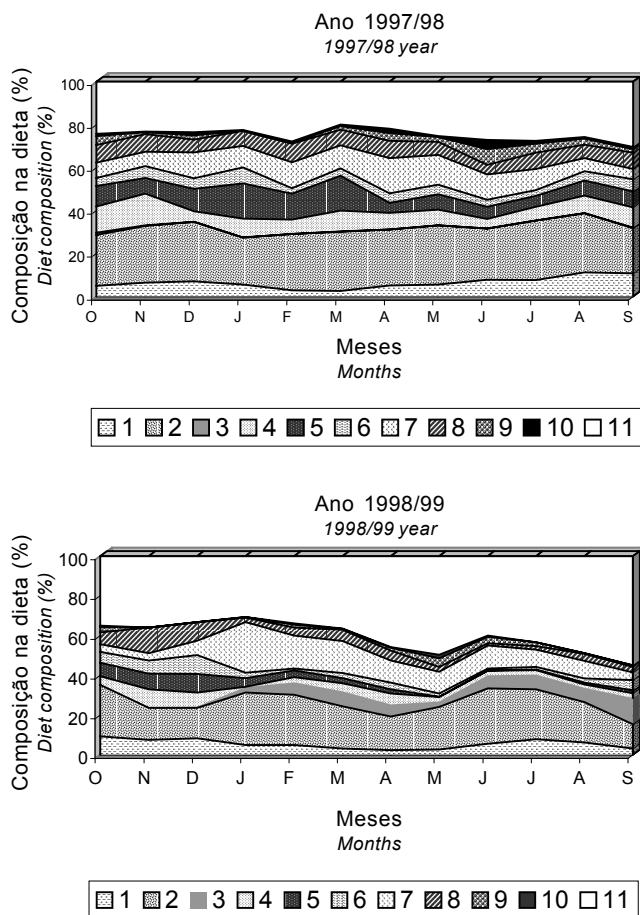 Ano 1997/98
1997/98 year
Composição na dieta (%)
Diet composition (%)
100
80
60
40
20
0
O N D J F M A M J J A S
Meses
Months
1 2 3 4 5 6 7 8 9 10 11
Ano 1998/99
1998/99 year
Composição na dieta (%)
Diet composition (%)
100
80
60
40
20
0
O N D J F M A M J J A S
Meses
Months
1 2 3 4 5 6 7 8 9 10 11